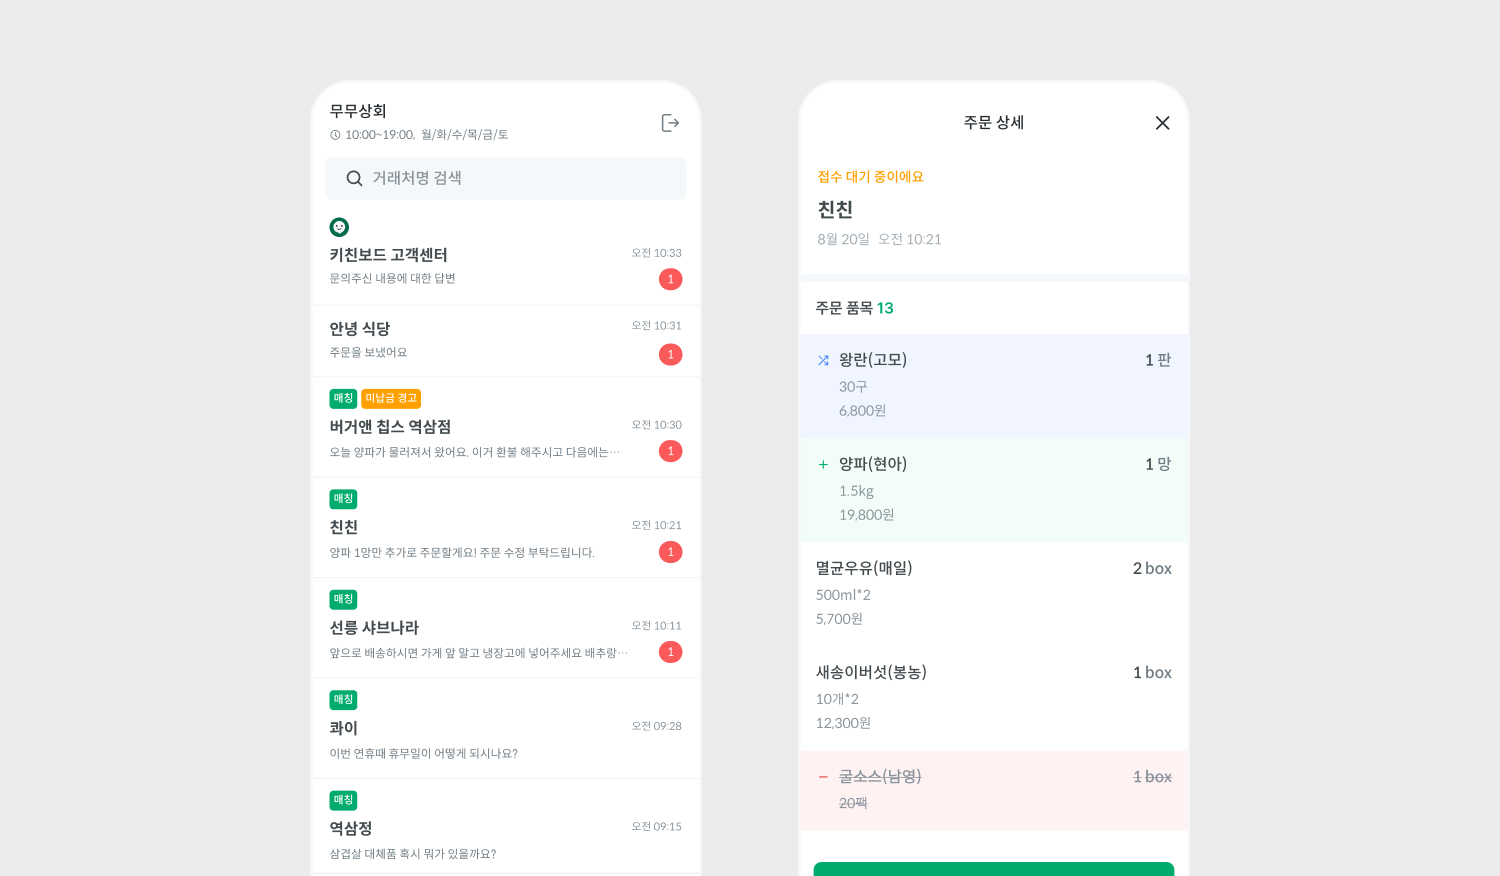 무무상회
10:00~19:00, 월/화/수/목/금/토
거래처명 검색
키친보드 고객센터
오전 10:33
문의주신 내용에 대한 답변
1
안녕 식당
오전 10:31
주문을 보냈어요
1
매칭 미납금 경고
버거앤 칩스 역삼점
오전 10:30
오늘 양파가 물러져서 왔어요. 이거 환불 해주시고 다음에는…
1
매칭
친친
오전 10:21
양파 1망만 추가로 주문할게요! 주문 수정 부탁드립니다.
1
매칭
선릉 샤브나라
오전 10:11
앞으로 배송하시면 가게 앞 말고 냉장고에 넣어주세요 배추랑…
1
매칭
콰이
오전 09:28
이번 연휴때 휴무일이 어떻게 되시나요?
매칭
역삼정
오전 09:15
삼겹살 대체품 혹시 뭐가 있을까요?
주문 상세
접수 대기 중이에요
친친
8월 20일 오전 10:21
주문 품목 13
왕란(고모) 1 판
30구
6,800원
양파(현아) 1 망
1.5kg
19,800원
멸균우유(매일) 2 box
500ml*2
5,700원
새송이버섯(봉농) 1 box
10개*2
12,300원
굴소스(남영) 1 box
20팩